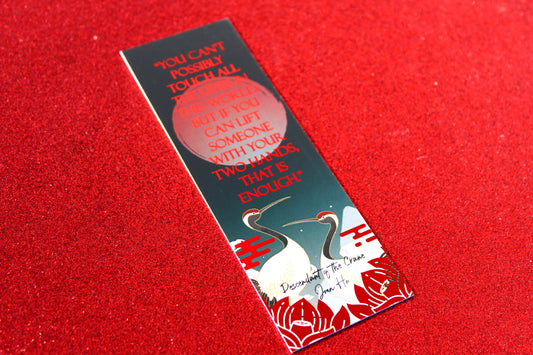 "YOU CAN'T
POSSIBLY
TOUCH ALL
BUT IF YOU
CAN LIFT
SOMEONE
WITH YOUR
TWO HANDS,
THAT IS
ENOUGH."
Descendant of the Crane
Joan He